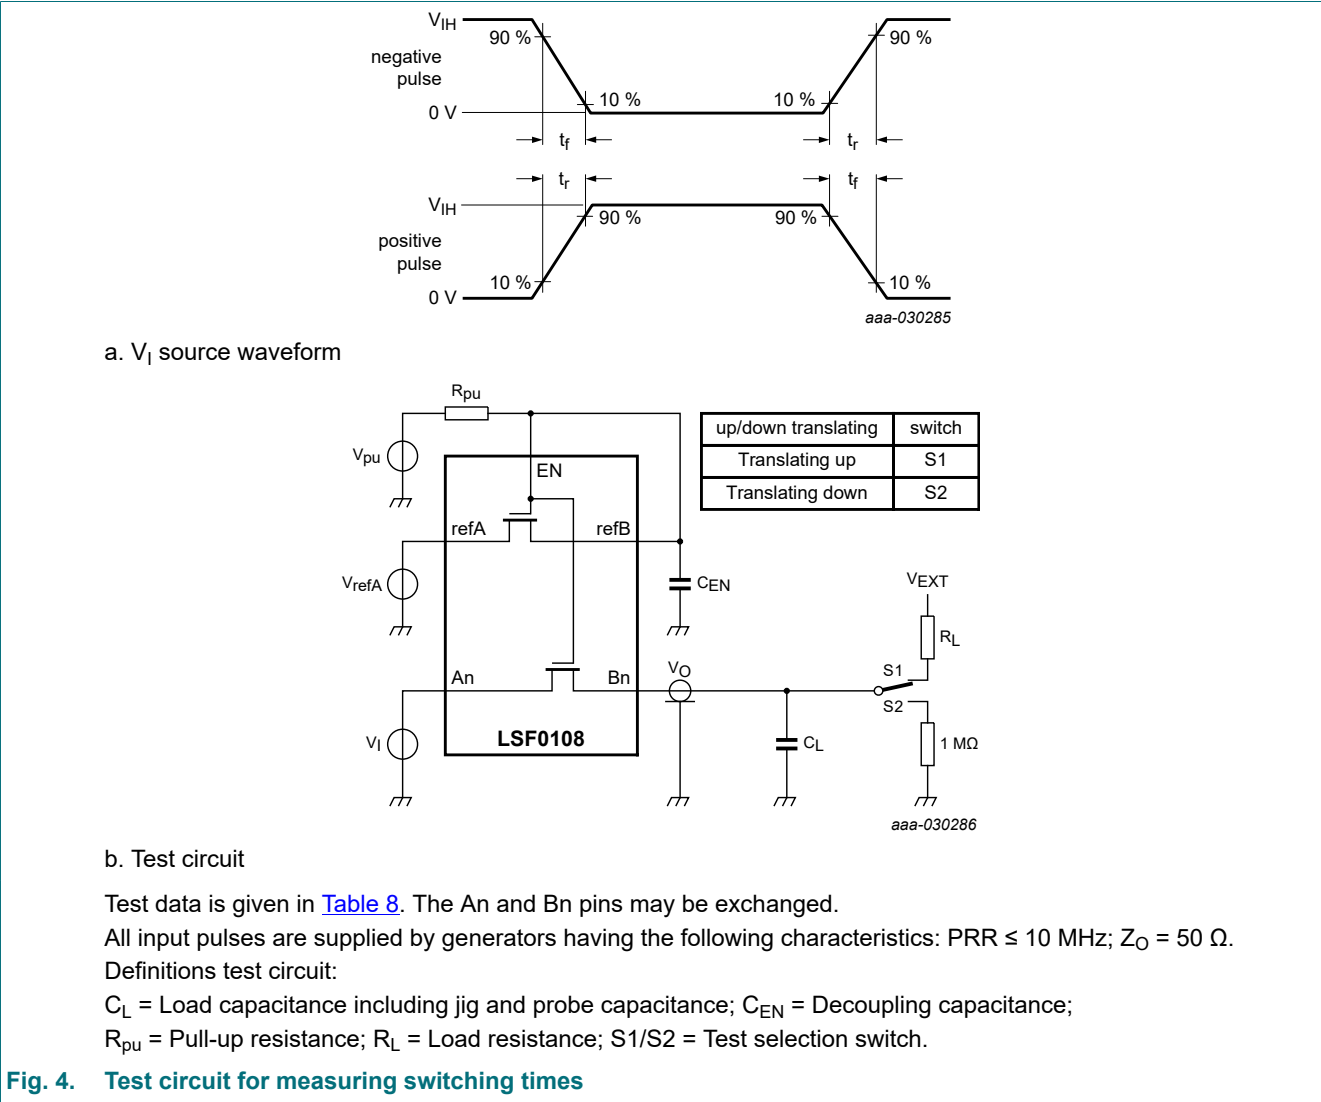 VIH
90 %
90 %
negative
pulse
10 %
10 %
0 V
tf
tr
tr
tf
VIH
90 %
90 %
positive
pulse
10 %
10 %
0 V
aaa-030285
a. VI source waveform
Rpu
up/down translating switch
Translating up S1
Translating down S2
Vpu
EN
refA
refB
VrefA
CEN
VEXT
RL
An
Bn
VO
S1
S2
VI
LSF0108
CL
1 MΩ
aaa-030286
b. Test circuit
Test data is given in Table 8. The An and Bn pins may be exchanged.
All input pulses are supplied by generators having the following characteristics: PRR ≤ 10 MHz; ZO = 50 Ω.
Definitions test circuit:
CL = Load capacitance including jig and probe capacitance; CEN = Decoupling capacitance;
Rpu = Pull-up resistance; RL = Load resistance; S1/S2 = Test selection switch.
Fig. 4. Test circuit for measuring switching times